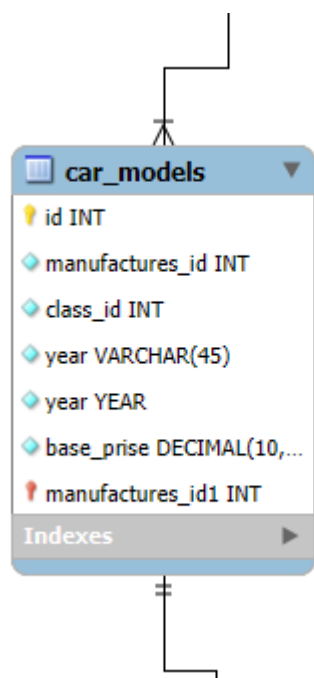 car_models
id INT
manufactures_id INT
class_id INT
year VARCHAR(45)
year YEAR
base_prise DECIMAL(10,...
manufactures_id1 INT
Indexes